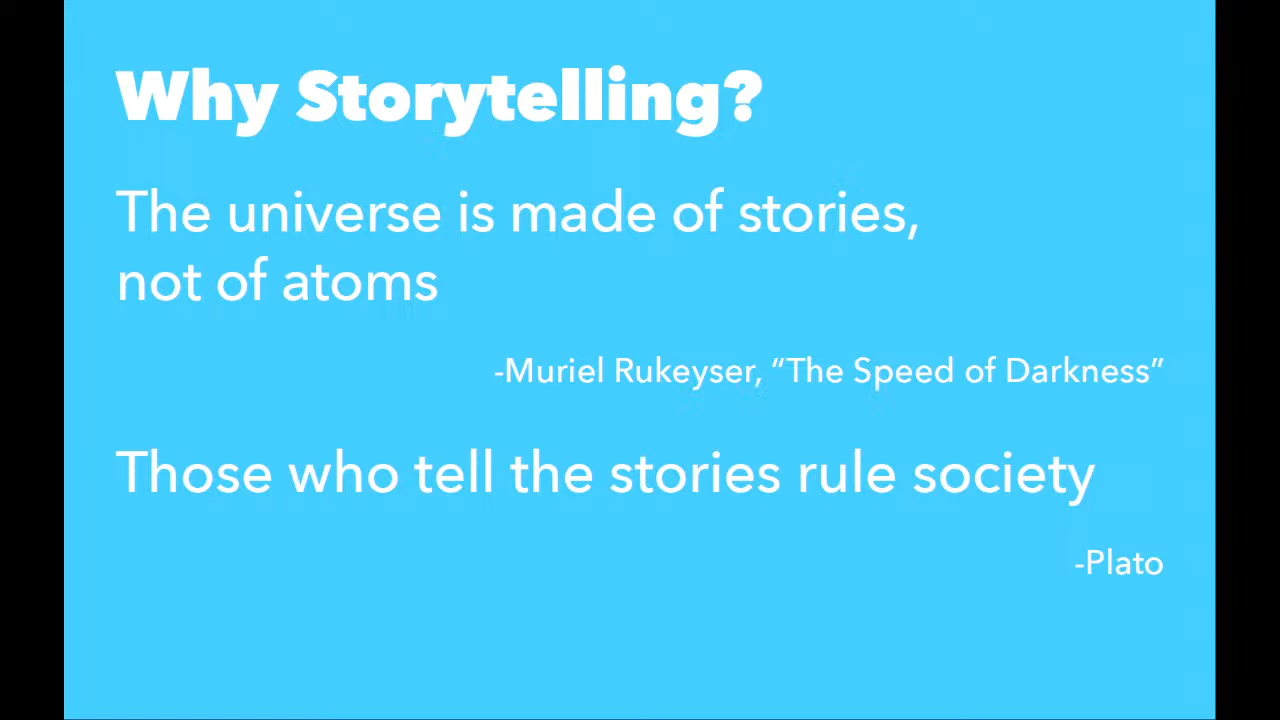 Why Storytelling?
The universe is made of stories,
not of atoms
-Muriel Rukeyser, “The Speed of Darkness”
Those who tell the stories rule society
-Plato